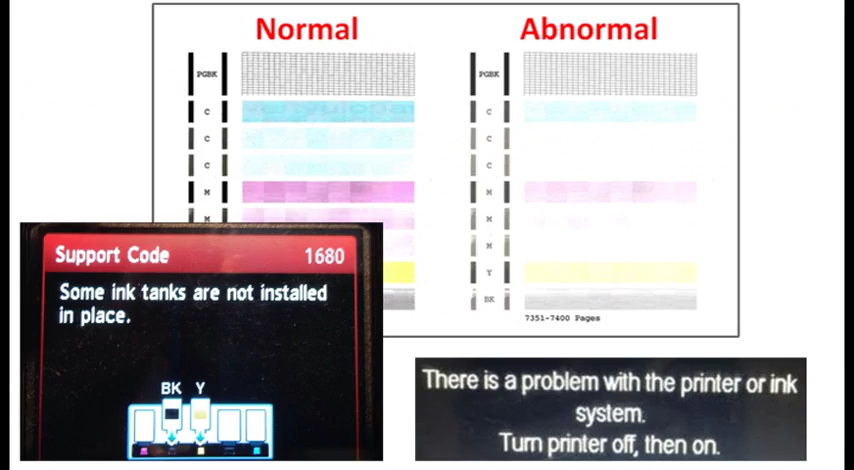 Normal
Abnormal
PGBK
C
C
C
M
M
PGBK
C
C
C
M
M
M
Y
BK
7351-7400 Pages
Support Code 1680
Some ink tanks are not installed
in place.
BK Y
There is a problem with the printer or ink
system.
Turn printer off, then on.